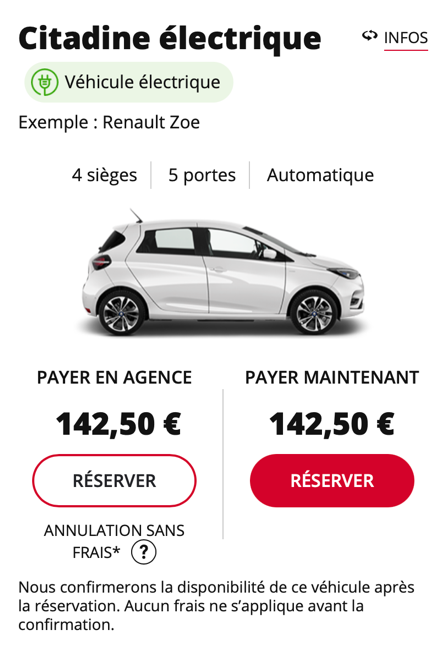 Citadine électrique
INFOS
Véhicule électrique
Exemple : Renault Zoe
4 sièges
5 portes
Automatique
PAYER EN AGENCE
142,50 €
RÉSERVER
ANNULATION SANS
FRAIS* ?
PAYER MAINTENANT
142,50 €
RÉSERVER
Nous confirmerons la disponibilité de ce véhicule après
la réservation. Aucun frais ne s’applique avant la
confirmation.